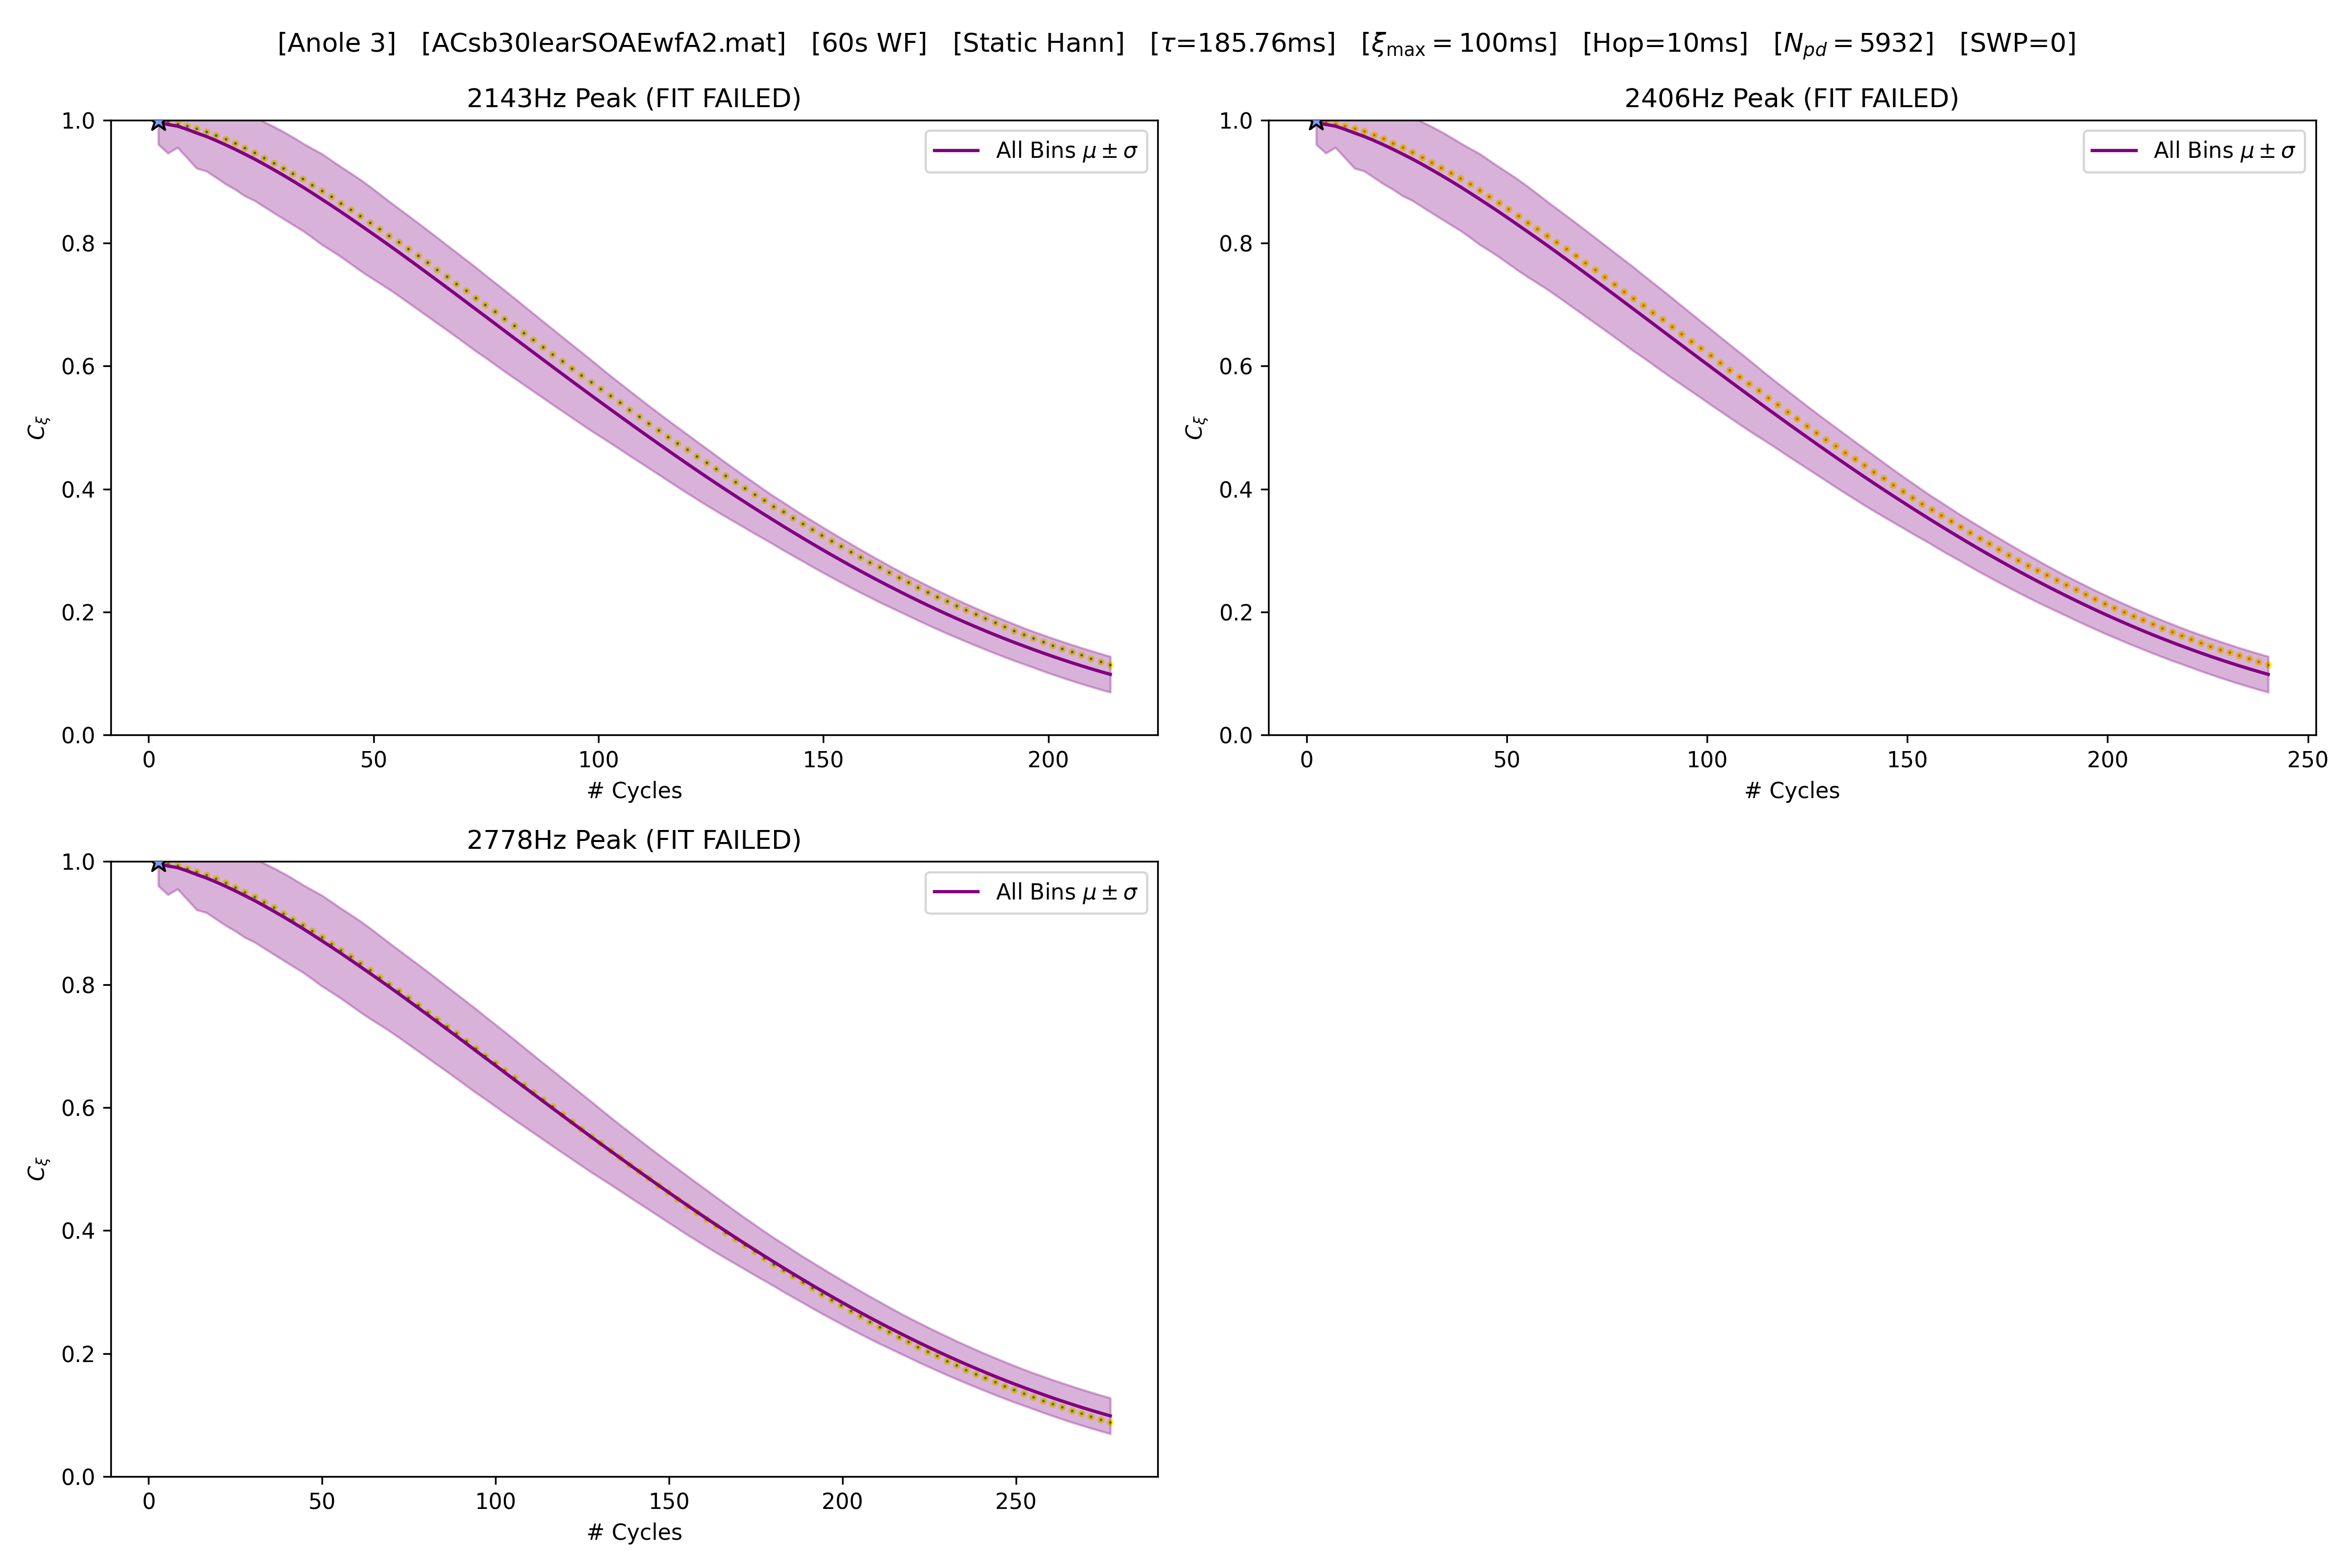 [Anole 3] [ACsb30learSOAEwfA2.mat] [60s WF] [Static Hann] [τ=185.76ms] [ξmax = 100ms] [Hop=10ms] [Npd = 5932] [SWP=0]
2143Hz Peak (FIT FAILED)
1.0
0.8
0.6
0.4
0.2
0.0
Cξ
All Bins μ ± σ
0 50 100 150 200
# Cycles
2406Hz Peak (FIT FAILED)
1.0
0.8
0.6
0.4
0.2
0.0
Cξ
All Bins μ ± σ
0 50 100 150 200 250
# Cycles
2778Hz Peak (FIT FAILED)
1.0
0.8
0.6
0.4
0.2
0.0
Cξ
All Bins μ ± σ
0 50 100 150 200 250
# Cycles